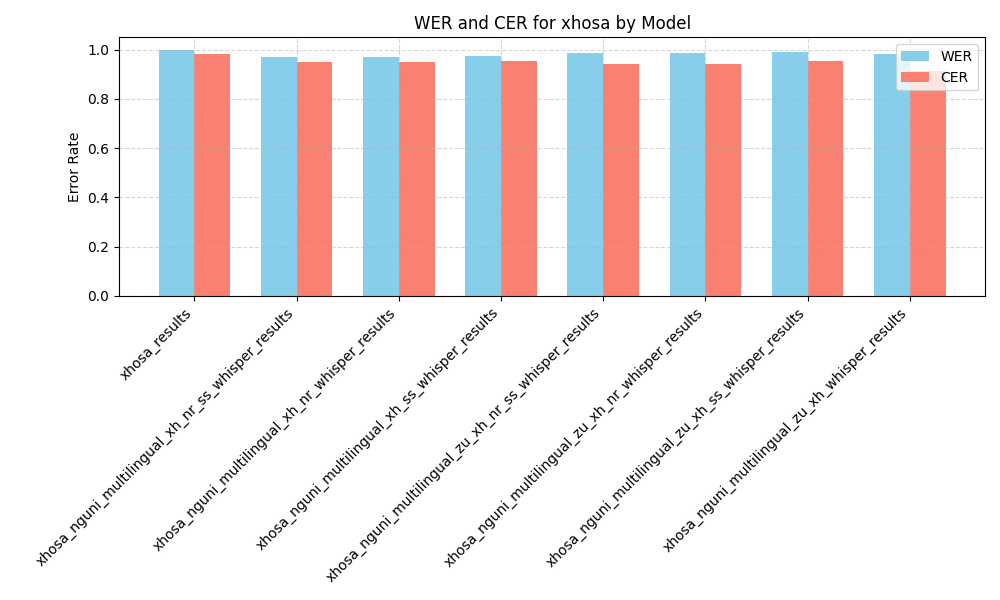 WER and CER for xhosa by Model
WER
CER
Error Rate
1.0
0.8
0.6
0.4
0.2
0.0
xhosa_results
xhosa_nguni_multilingual_xh_nr_ss_whisper_results
xhosa_nguni_multilingual_xh_nr_whisper_results
xhosa_nguni_multilingual_xh_ss_whisper_results
xhosa_nguni_multilingual_zu_xh_nr_ss_whisper_results
xhosa_nguni_multilingual_zu_xh_nr_whisper_results
xhosa_nguni_multilingual_zu_xh_ss_whisper_results
xhosa_nguni_multilingual_zu_xh_whisper_results